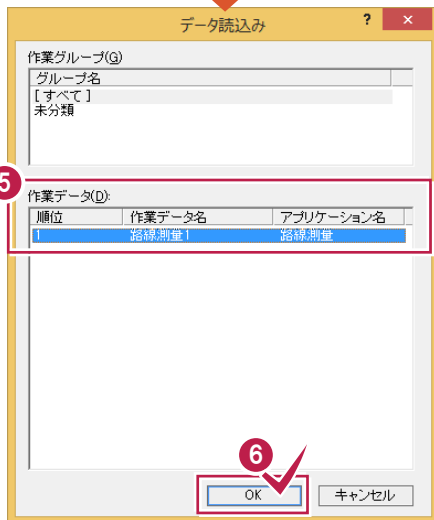 データ読込み ? ×
作業グループ(G)
グループ名
[すべて]
未分類
5
作業データ(D):
順位 作業データ名 アプリケーション名
1 路線測量1 路線測量
6
OK キャンセル